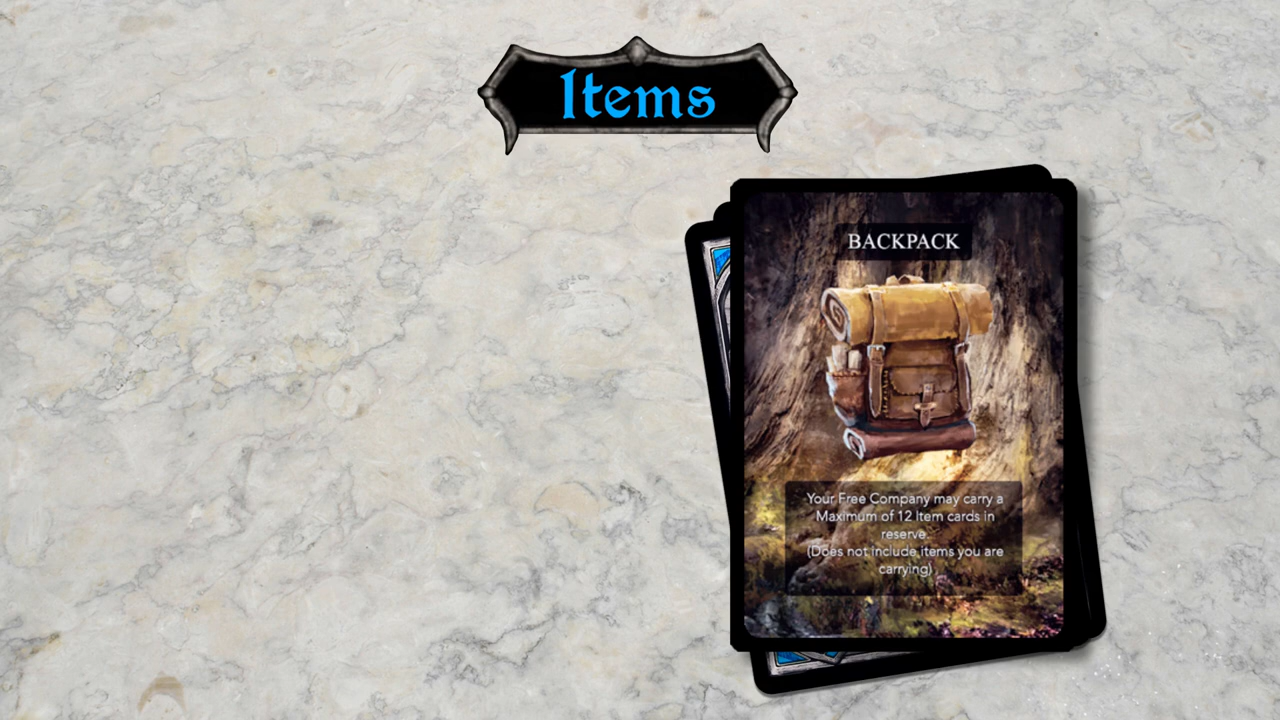 Items
BACKPACK
Your Free Company may carry a
Maximum of 12 Item cards in
reserve
(Does not include items you are
carrying)